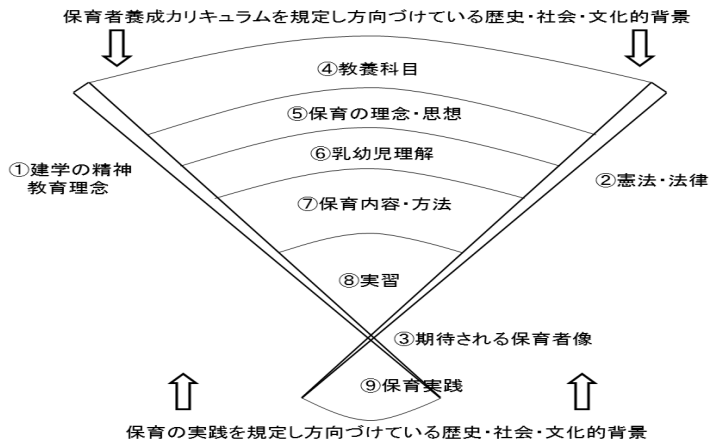 保育者養成カリキュラムを規定し方向づけている歴史・社会・文化的背景
④教養科目
⑤保育の理念・思想
⑥乳幼児理解
①建学の精神
教育理念
②憲法・法律
⑦保育内容・方法
⑧実習
③期待される保育者像
⑨保育実践
保育の実践を規定し方向づけている歴史・社会・文化的背景